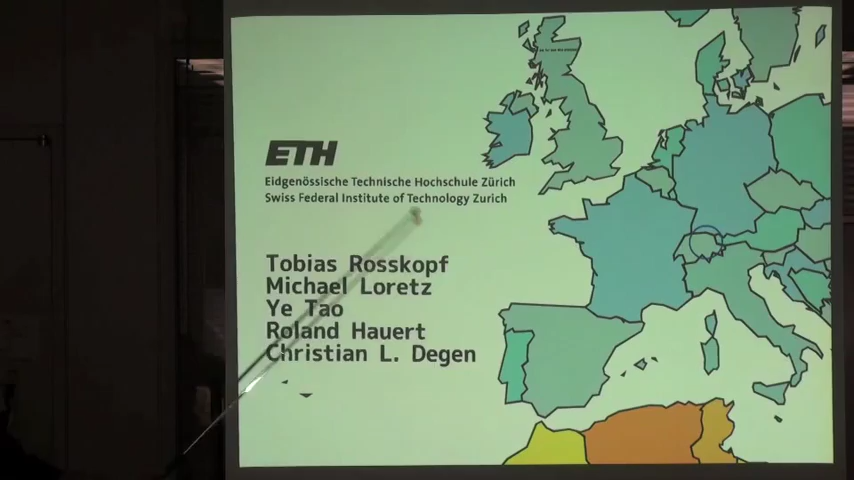 ETH
Eidgenössische Technische Hochschule Zürich
Swiss Federal Institute of Technology Zurich
Tobias Rosskopf
Michael Loretz
Ye Tao
Roland Hauert
Christian L. Degen